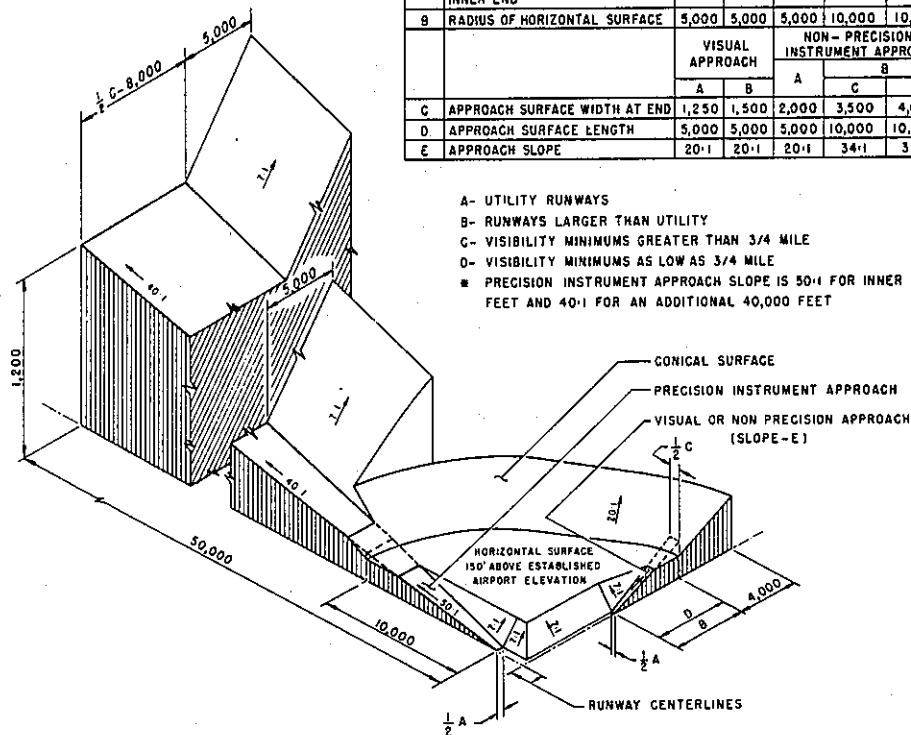 INNER END
B RADIUS OF HORIZONTAL SURFACE 5,000 5,000 5,000 10,000
VISUAL APPROACH
NON-PRECISION INSTRUMENT
A B A B
C
C APPROACH SURFACE WIDTH AT END 1,250 1,500 2,000 3,500
D APPROACH SURFACE LENGTH 5,000 5,000 5,000 10,000
E APPROACH SLOPE 20:1 20:1 20:1 34:1
A- UTILITY RUNWAYS
B- RUNWAYS LARGER THAN UTILITY
C- VISIBILITY MINIMUMS GREATER THAN 3/4 MILE
D- VISIBILITY MINIMUMS AS LOW AS 3/4 MILE
* PRECISION INSTRUMENT APPROACH SLOPE IS 50:1 FOR INNER
FEET AND 40:1 FOR AN ADDITIONAL 40,000 FEET
5,000
1/2 C-8,000
7:1
40:1
5,000
1,200
7:1
40:1
CONICAL SURFACE
PRECISION INSTRUMENT APPROACH
VISUAL OR NON PRECISION APPROACH
(SLOPE-E)
1/2 C
20:1
50,000
HORIZONTAL SURFACE
150' ABOVE ESTABLISHED
AIRPORT ELEVATION
50:1
7:1
7:1
7:1
7:1
10,000
4,000
D
B
1/2 A
RUNWAY CENTERLINES
1/2 A